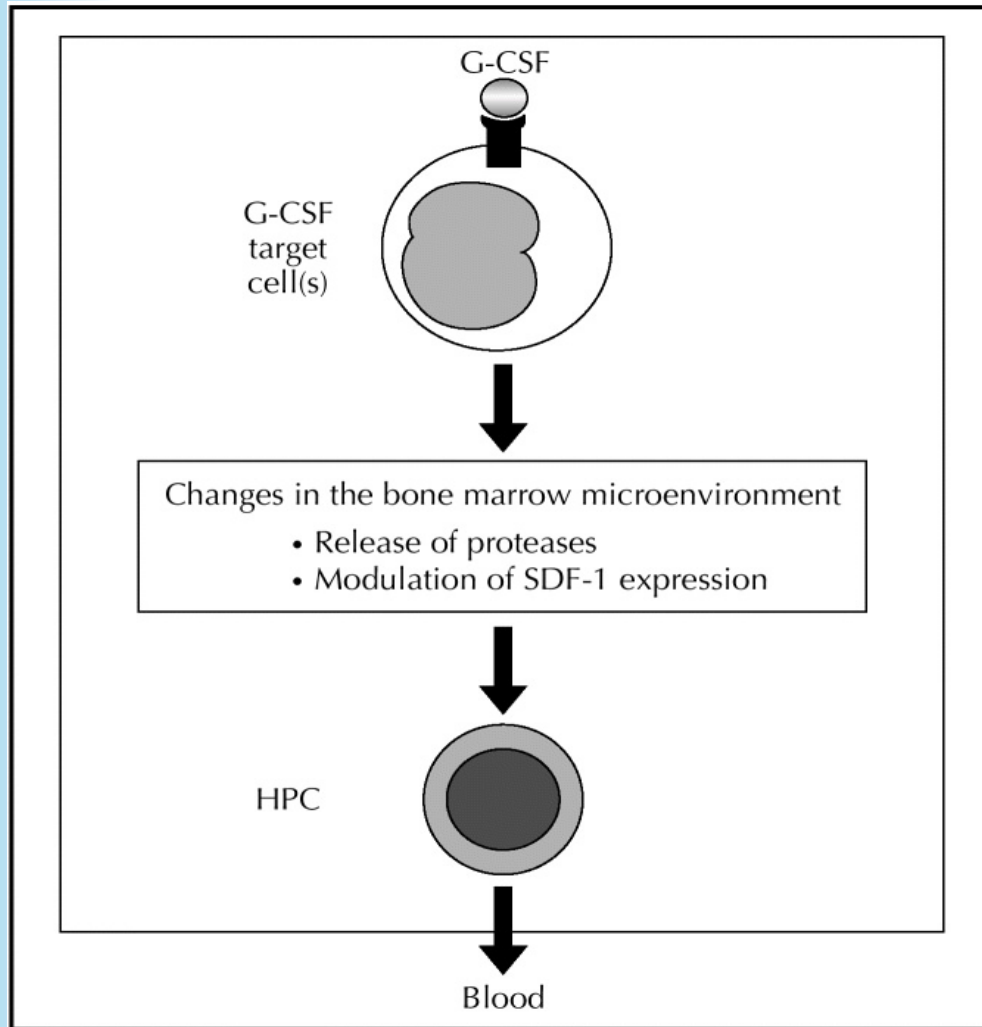 G-CSF
G-CSF
target
cell(s)
Changes in the bone marrow microenvironment
• Release of proteases
• Modulation of SDF-1 expression
HPC
Blood